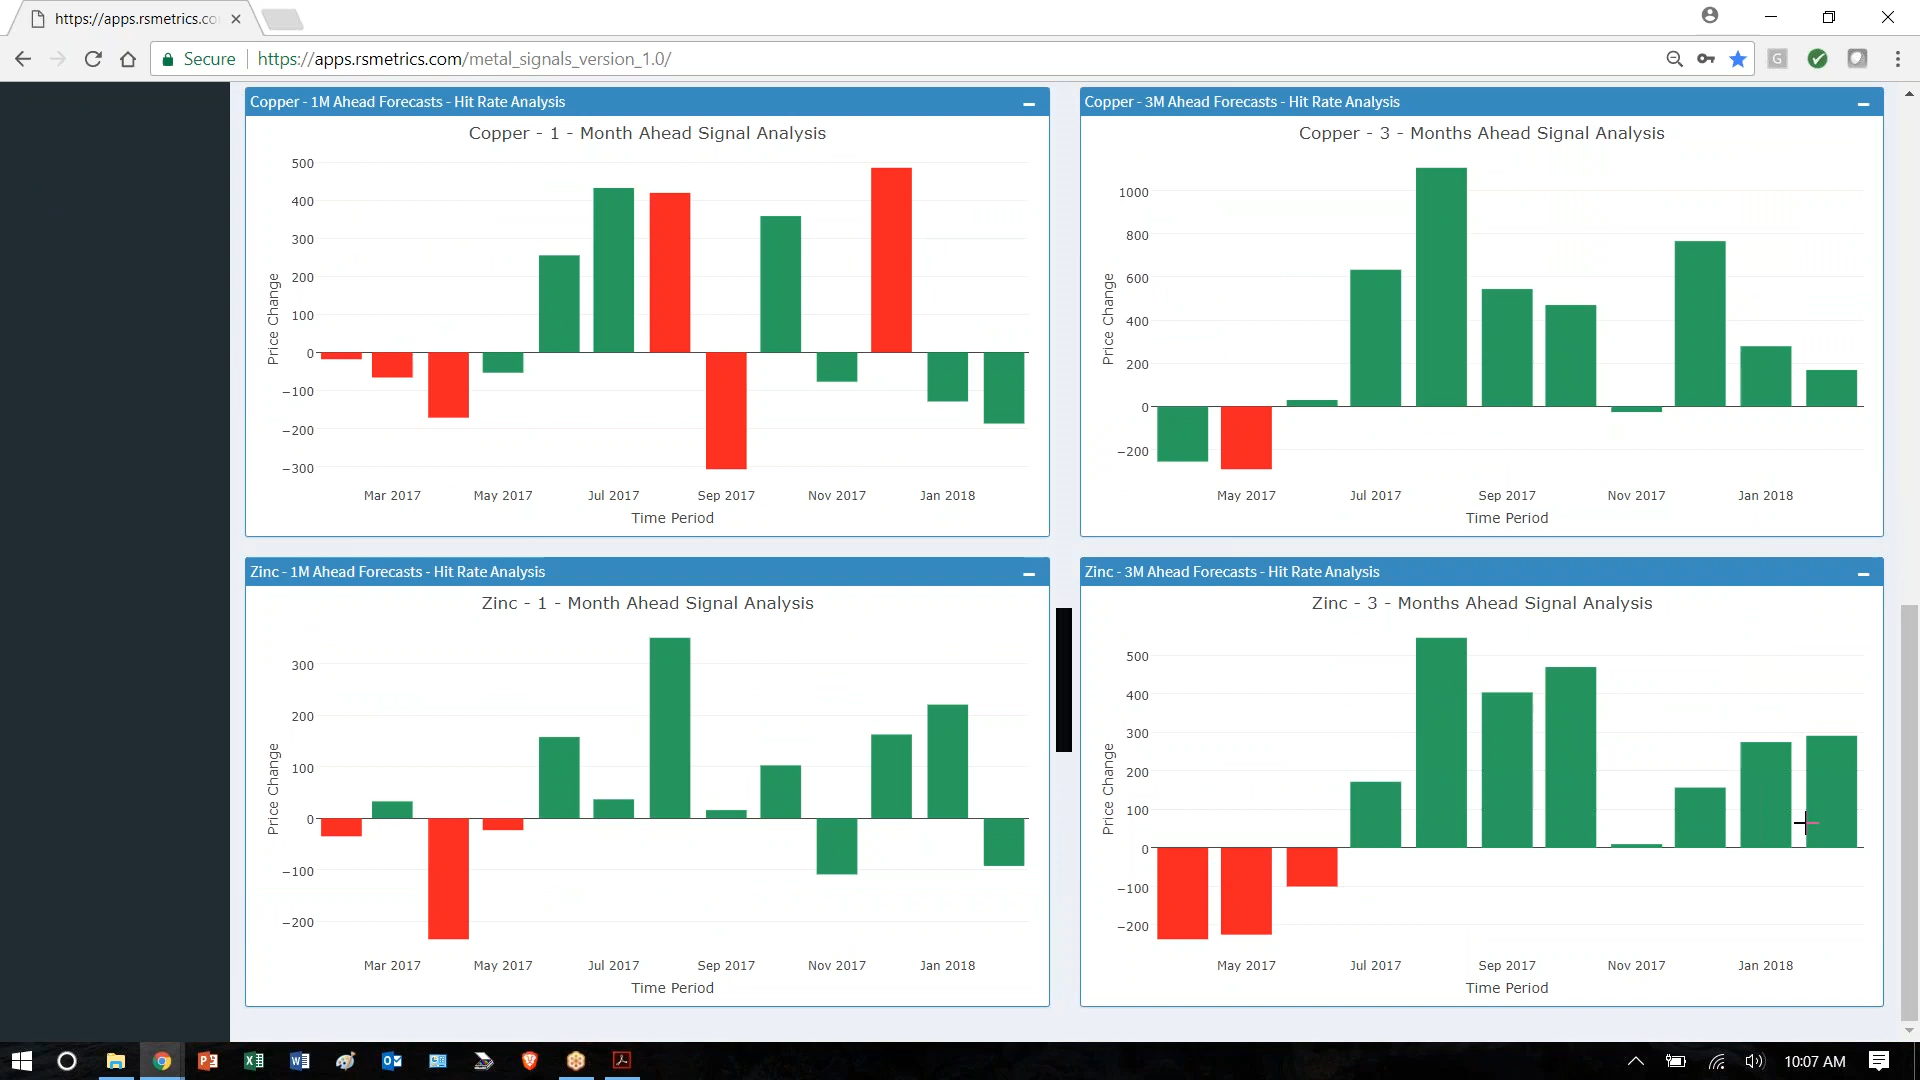 https://apps.rsmetrics.co
Secure
https://apps.rsmetrics.com/metal_signals_version_1.0/
G
Copper - 1M Ahead Forecasts - Hit Rate Analysis
Copper - 1 - Month Ahead Signal Analysis
500
400
300
200
100
0
−100
−200
−300
Price Change
Mar 2017 May 2017 Jul 2017 Sep 2017 Nov 2017 Jan 2018
Time Period
Copper - 3M Ahead Forecasts - Hit Rate Analysis
Copper - 3 - Months Ahead Signal Analysis
1000
800
600
400
200
0
−200
Price Change
May 2017 Jul 2017 Sep 2017 Nov 2017 Jan 2018
Time Period
Zinc - 1M Ahead Forecasts - Hit Rate Analysis
Zinc - 1 - Month Ahead Signal Analysis
300
200
100
0
−100
−200
Price Change
Mar 2017 May 2017 Jul 2017 Sep 2017 Nov 2017 Jan 2018
Time Period
Zinc - 3M Ahead Forecasts - Hit Rate Analysis
Zinc - 3 - Months Ahead Signal Analysis
500
400
300
200
100
0
−100
−200
Price Change
May 2017 Jul 2017 Sep 2017 Nov 2017 Jan 2018
Time Period
10:07 AM